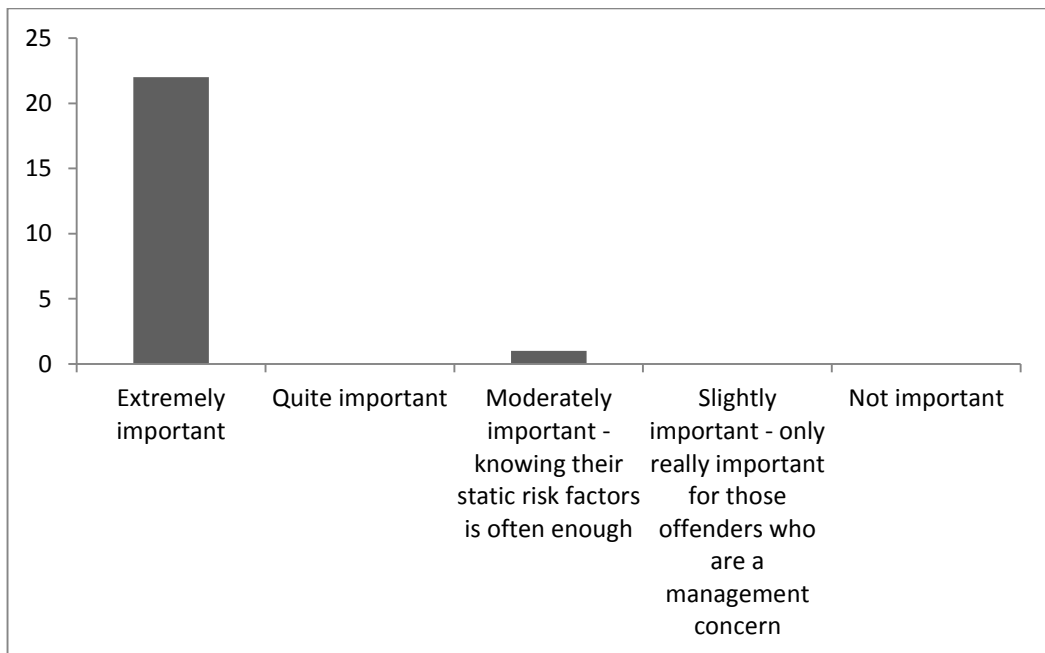 25
20
15
10
5
0
Extremely
important
Quite important
Moderately
important -
knowing their
static risk factors
is often enough
Slightly
important - only
really important
for those
offenders who
are a
management
concern
Not important